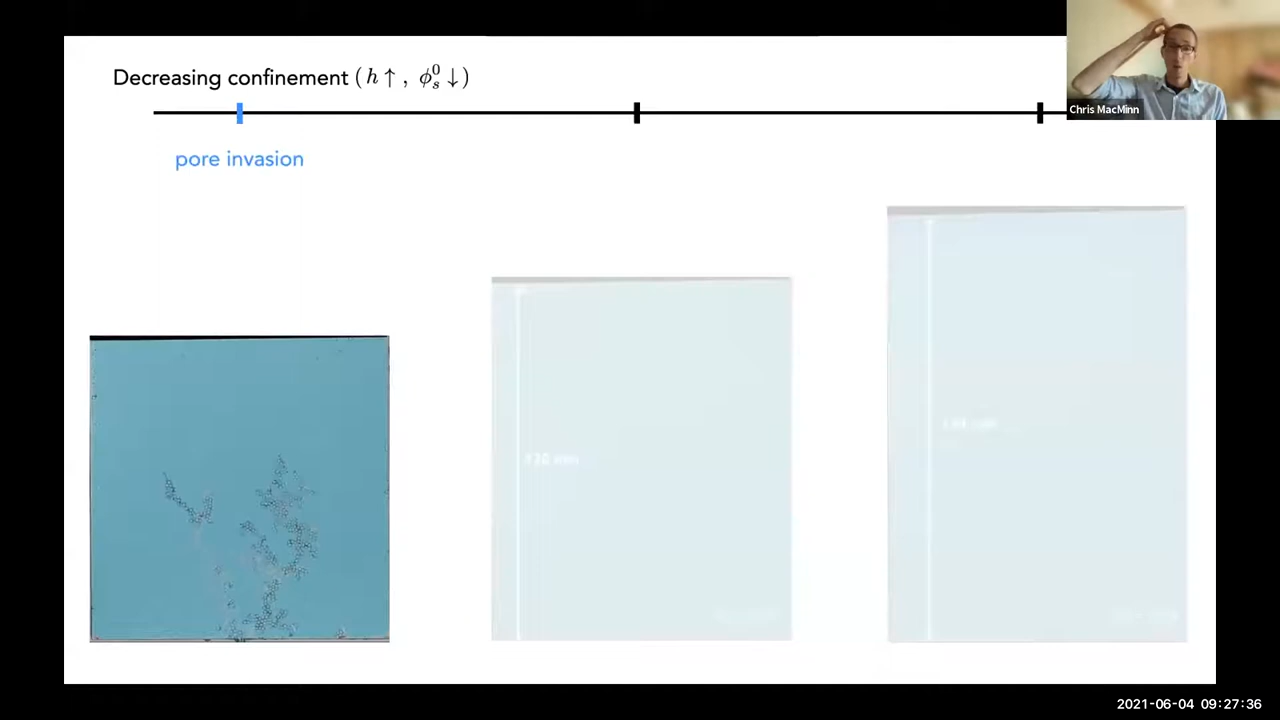 Decreasing confinement ( h ↑ , ϕ_s^0 ↓ )
Chris MacMinn
pore invasion
2021-06-04 09:27:36